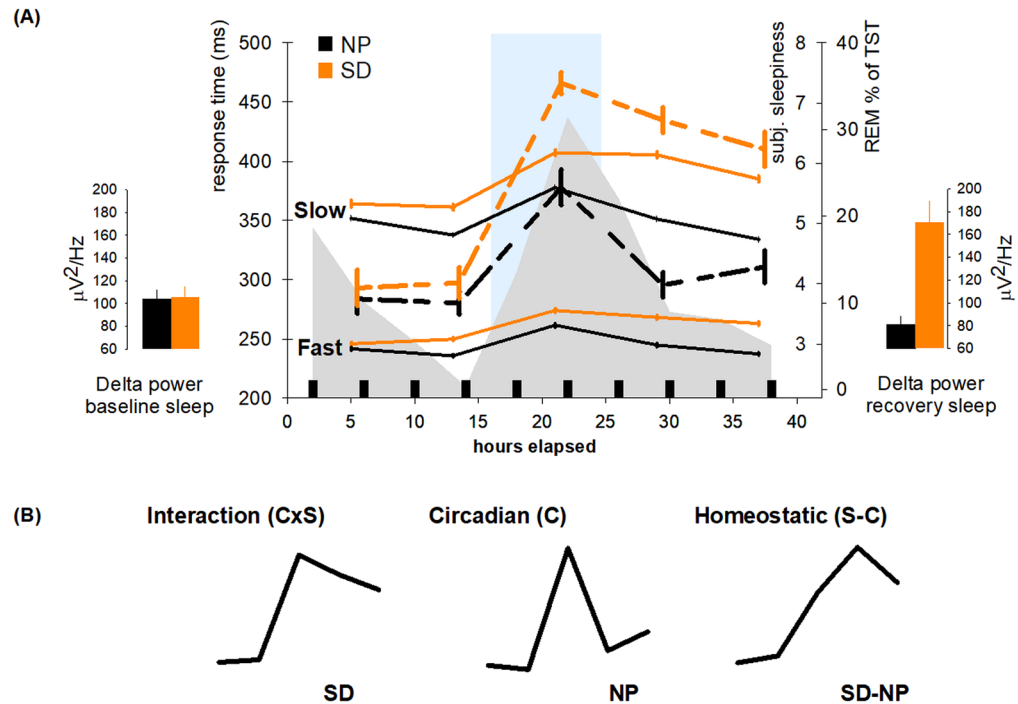 (A)
response time (ms)
500
450
400
350
300
250
200
NP
SD
Slow
Fast
subj. sleepiness
8
7
6
5
4
3
0
REM % of TST
40
30
20
10
0
0 5 10 15 20 25 30 35 40
hours elapsed
µV2/Hz
200
180
160
140
120
100
80
60
Delta power
baseline sleep
200
180
160
140
120
100
80
60
µV2/Hz
Delta power
recovery sleep
(B)
Interaction (CxS) Circadian (C) Homeostatic (S-C)
SD NP SD-NP